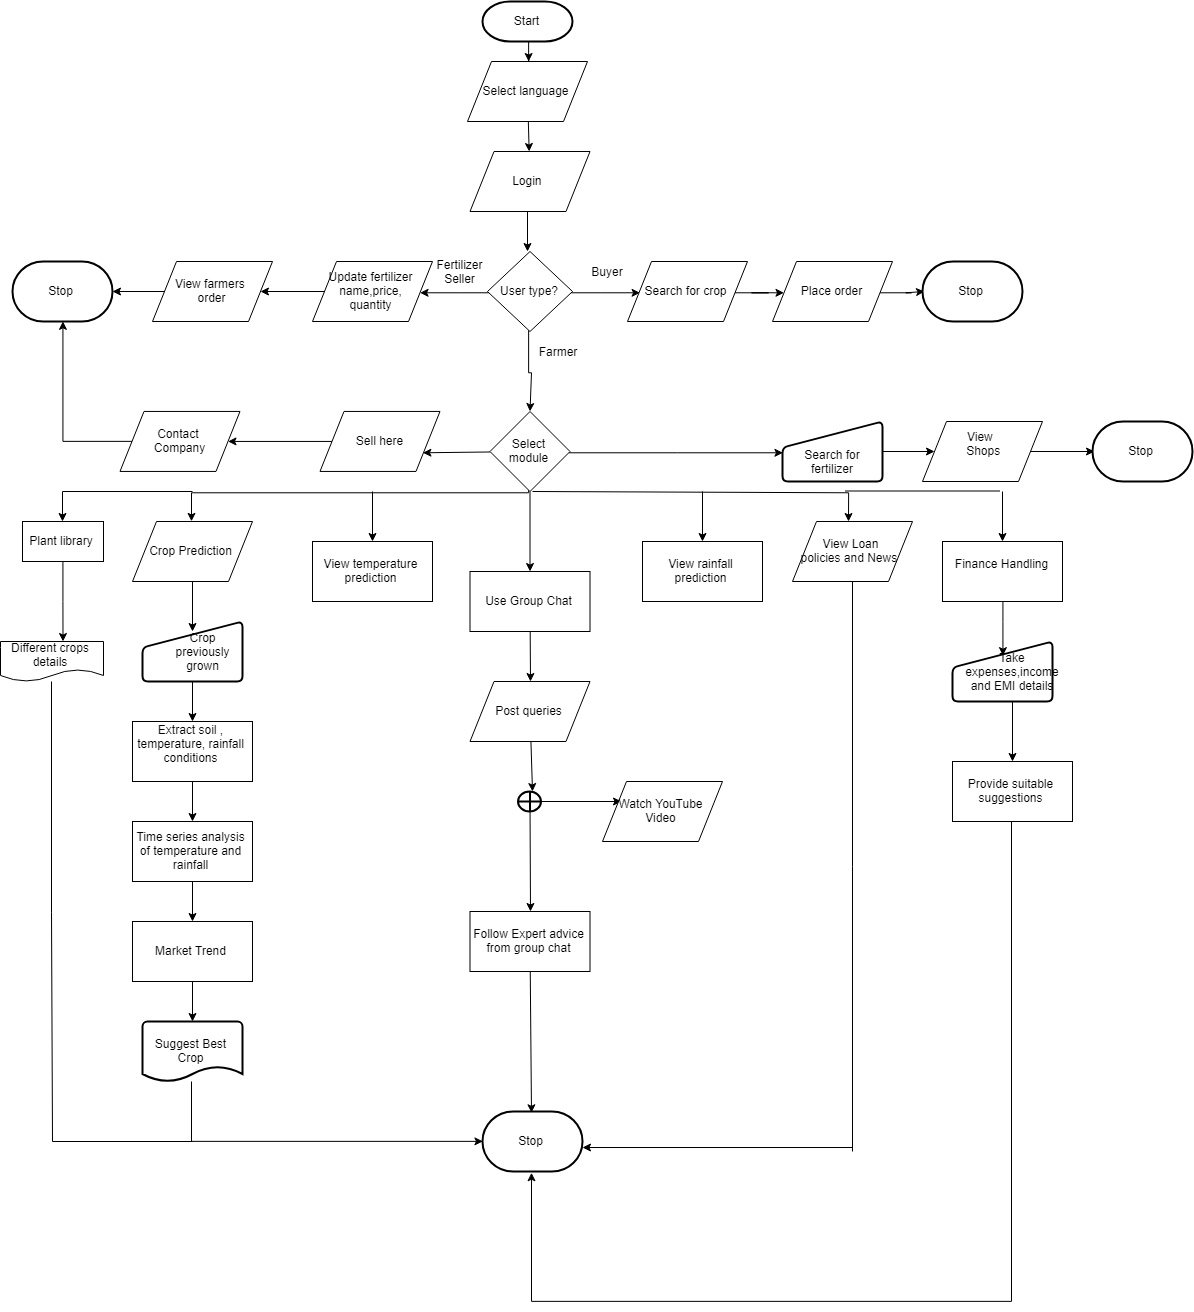 Start
Select language
Login
Fertilizer
Seller
Buyer
Stop
View farmers
order
Update fertilizer
name,price,
quantity
User type?
Search for crop
Place order
Stop
Farmer
Contact
Company
Sell here
Select
module
Search for
fertilizer
View
Shops
Stop
Plant library
Crop Prediction
View temperature
prediction
Use Group Chat
View rainfall
prediction
View Loan
policies and News
Finance Handling
Different crops
details
Crop
previously
grown
Take
expenses,income
and EMI details
Post queries
Extract soil ,
temperature, rainfall
conditions
Watch YouTube
Video
Provide suitable
suggestions
Time series analysis
of temperature and
rainfall
Market Trend
Follow Expert advice
from group chat
Suggest Best
Crop
Stop